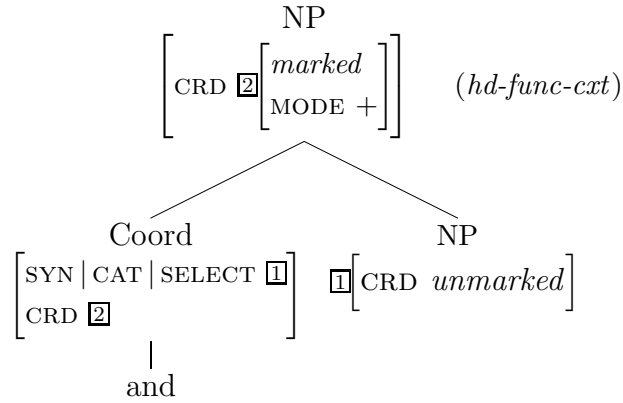 NP
CRD 2 marked
MODE +
(hd-func-cxt)
Coord
NP
SYN | CAT | SELECT 1
CRD 2
1 CRD unmarked
and